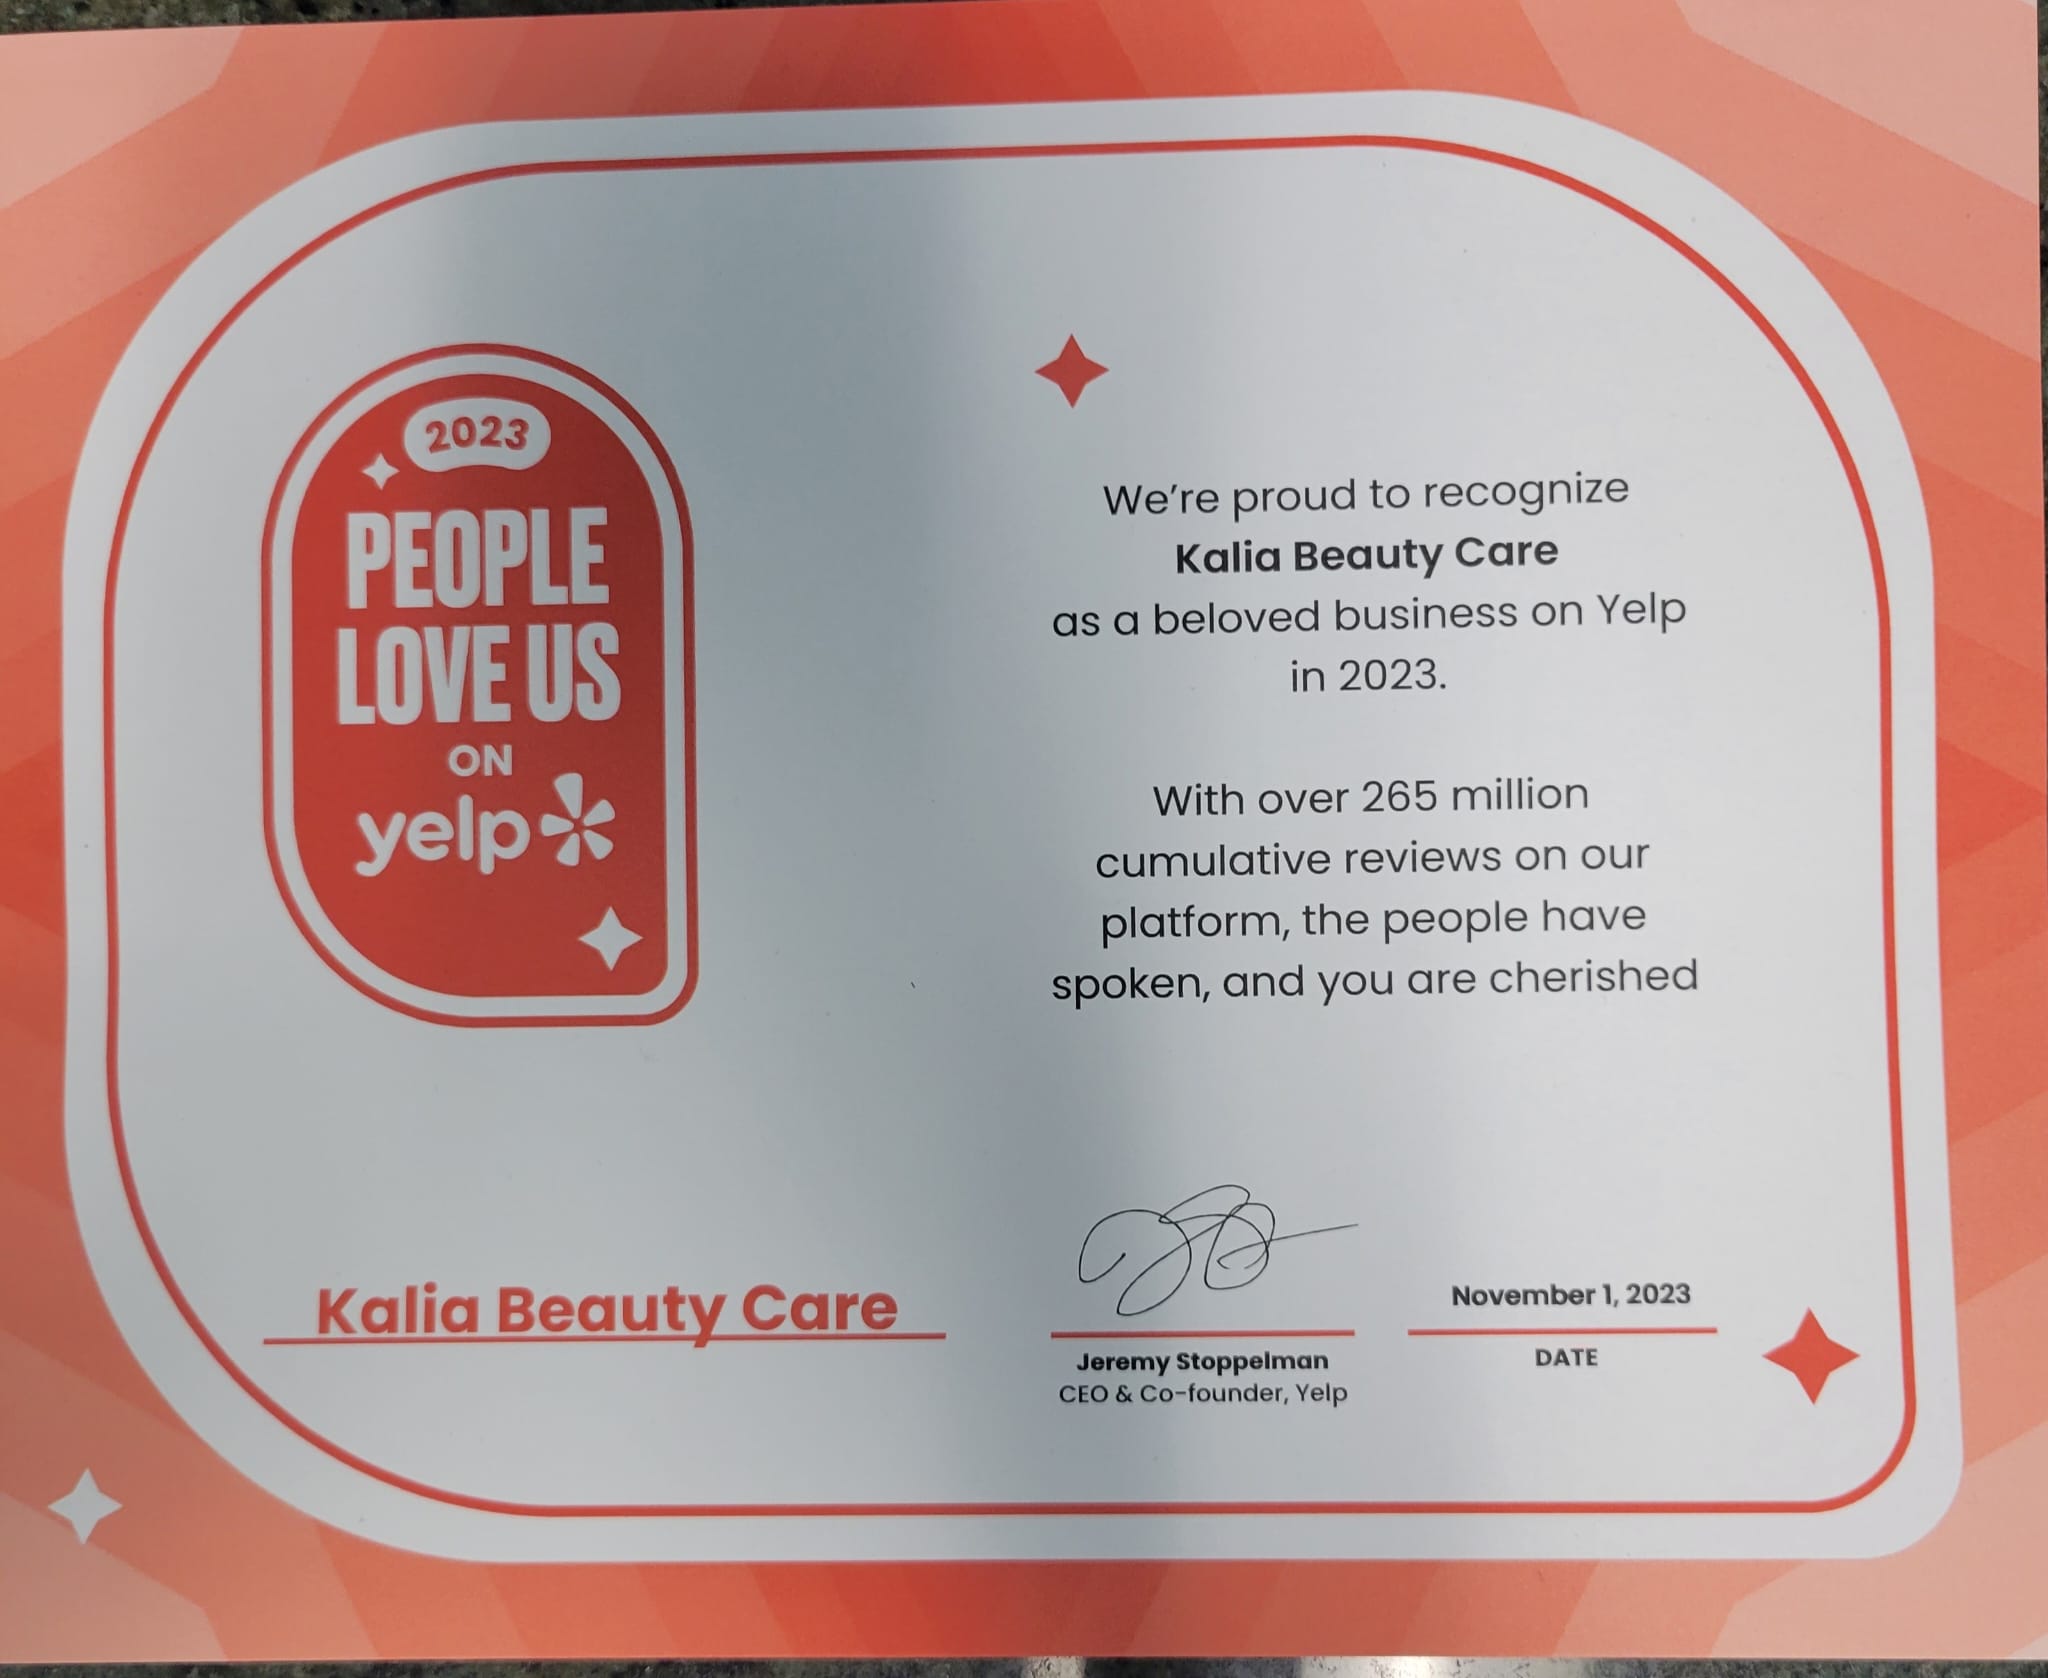 2023
PEOPLE
LOVE US
ON
yelp
We're proud to recognize
Kalia Beauty Care
as a beloved business on Yelp
in 2023.
With over 265 million
cumulative reviews on our
platform, the people have
spoken, and you are cherished
Kalia Beauty Care
Jeremy Stoppelman
CEO & Co-founder, Yelp
November 1, 2023
DATE